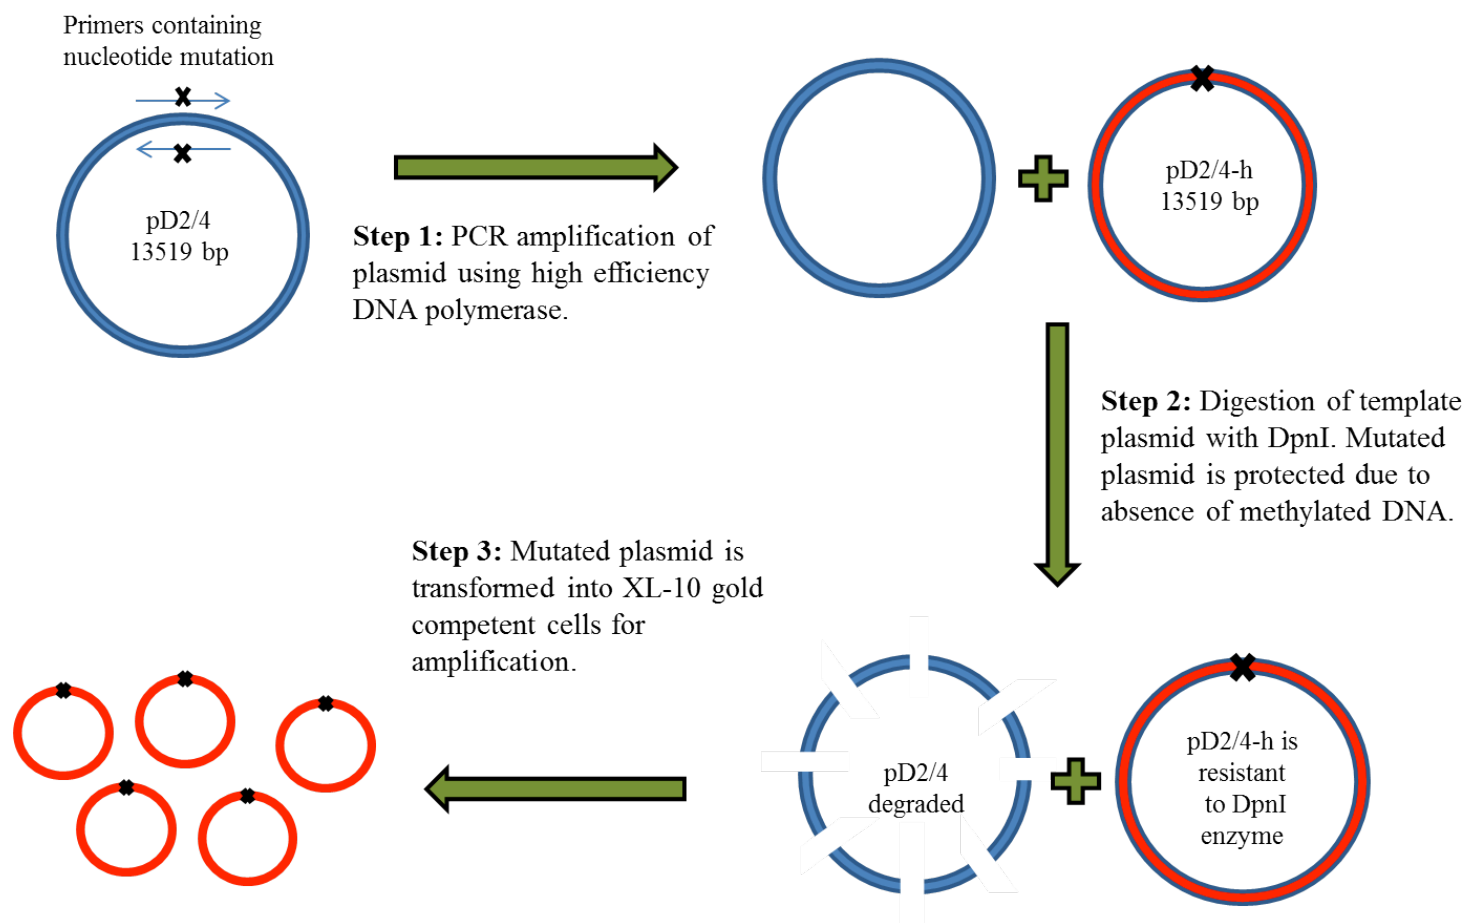 Primers containing
nucleotide mutation
pD2/4
13519 bp
Step 1: PCR amplification of
plasmid using high efficiency
DNA polymerase.
pD2/4-h
13519 bp
Step 2: Digestion of template
plasmid with DpnI. Mutated
plasmid is protected due to
absence of methylated DNA.
pD2/4
degraded
pD2/4-h is
resistant
to DpnI
enzyme
Step 3: Mutated plasmid is
transformed into XL-10 gold
competent cells for
amplification.